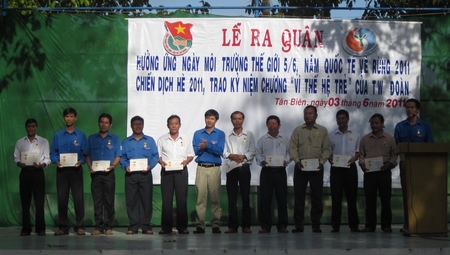 LỄ RA QUÂN
HƯỞNG ỨNG NGÀY MÔI TRƯỜNG THẾ GIỚI 5/6, NĂM QUỐC TẾ VỀ RỪNG 2011
CHIẾN DỊCH HÈ 2011, TRAO KỶ NIỆM CHƯƠNG "VÌ THẾ HỆ TRẺ" CỦA TW ĐOÀN
Tân Biên, ngày 03 tháng 6 năm 2011